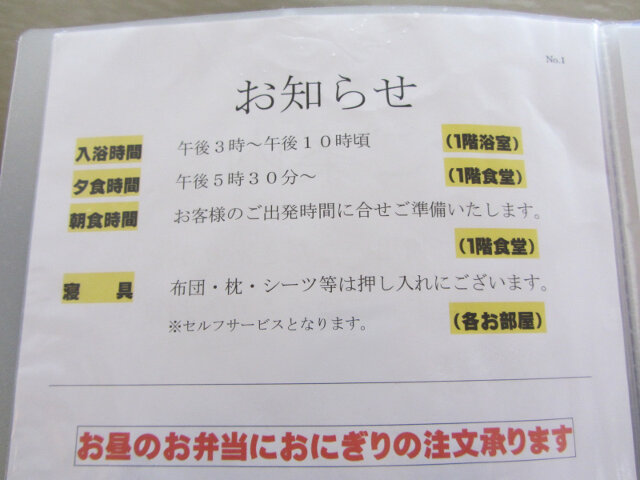 No.1
お知らせ
入浴時間 午後3時～午後10時頃 (1階浴室)
夕食時間 午後5時30分～ (1階食堂)
朝食時間 お客様のご出発時間に合せご準備いたします。
(1階食堂)
寝 具 布団・枕・シーツ等は押し入れにございます。
※セルフサービスとなります。 (各お部屋)
お昼のお弁当におにぎりの注文承ります